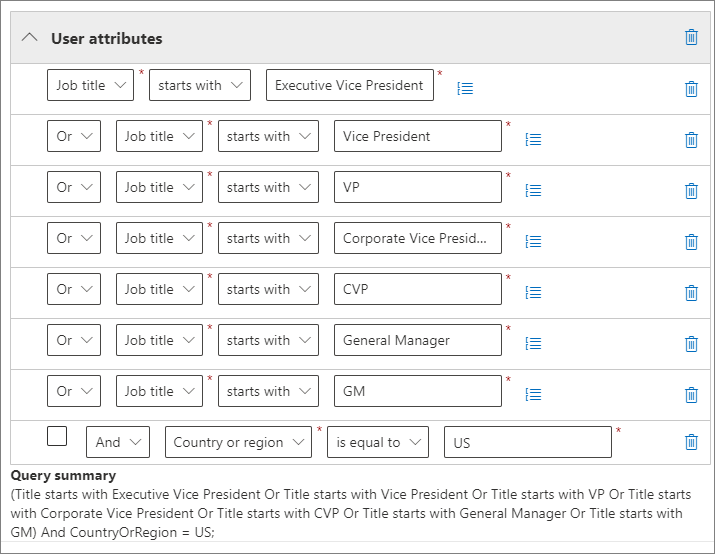 User attributes
Job title * starts with Executive Vice President *
Or Job title * starts with Vice President *
Or Job title * starts with VP *
Or Job title * starts with Corporate Vice Presid... *
Or Job title * starts with CVP *
Or Job title * starts with General Manager *
Or Job title * starts with GM *
And Country or region * is equal to US *
Query summary
(Title starts with Executive Vice President Or Title starts with Vice President Or Title starts with VP Or Title starts
with Corporate Vice President Or Title starts with CVP Or Title starts with General Manager Or Title starts with
GM) And CountryOrRegion = US;